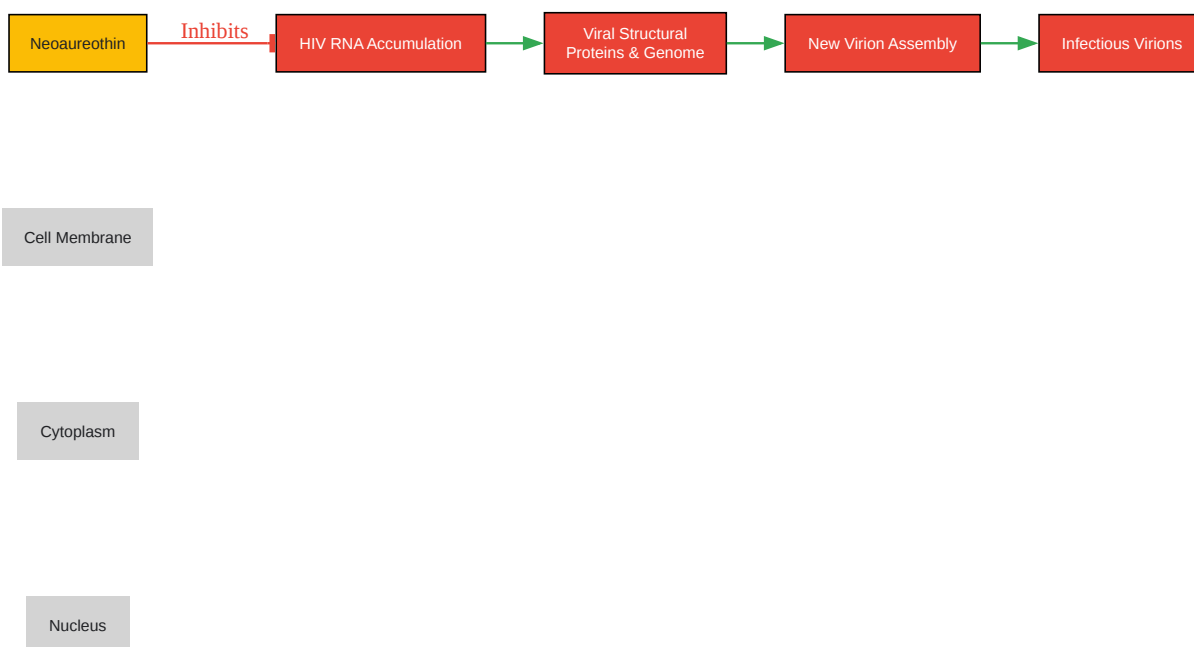 Neoaureothin
Inhibits
HIV RNA Accumulation
Viral Structural
Proteins & Genome
New Virion Assembly
Infectious Virions
Cell Membrane
Cytoplasm
Nucleus